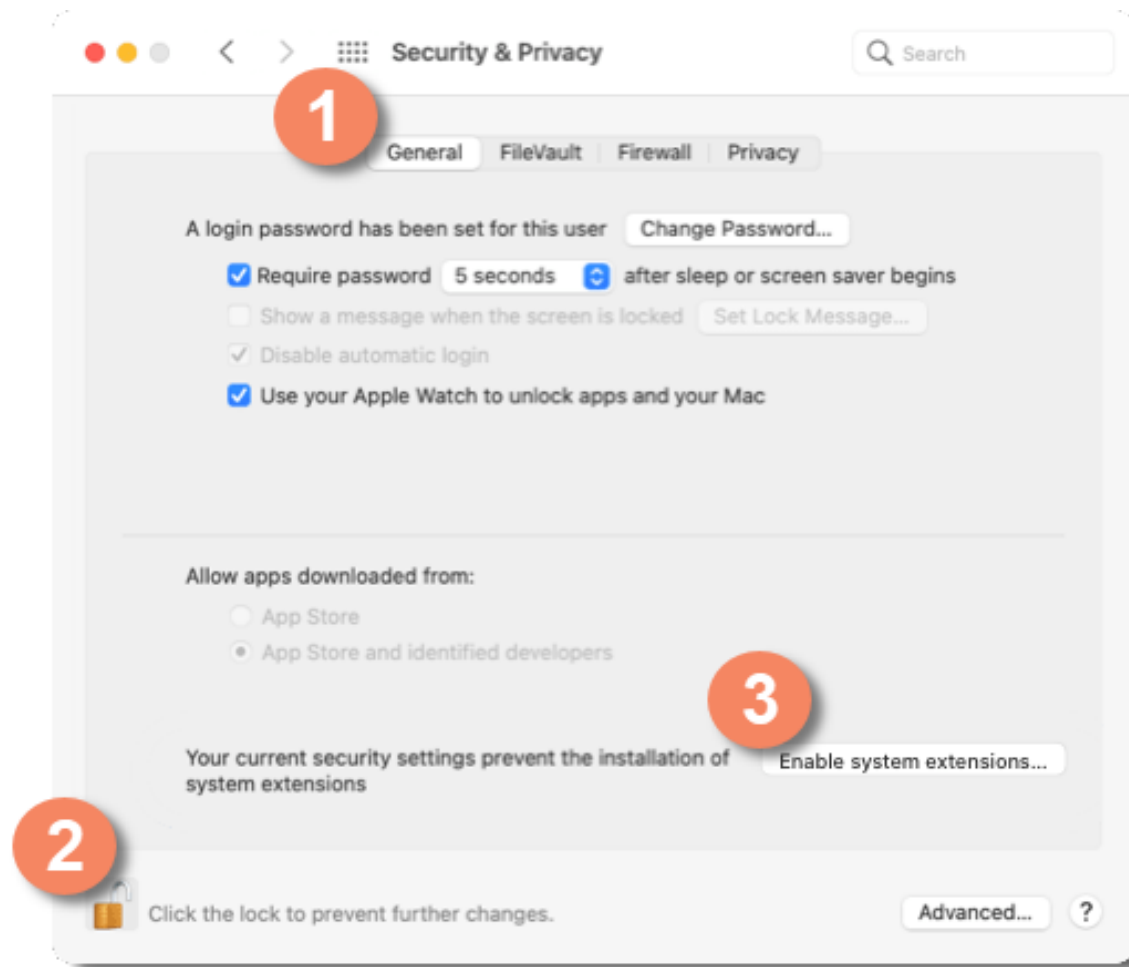 Security & Privacy
Search
1
General FileVault Firewall Privacy
A login password has been set for this user Change Password...
Require password 5 seconds after sleep or screen saver begins
Show a message when the screen is locked Set Lock Message...
Disable automatic login
Use your Apple Watch to unlock apps and your Mac
Allow apps downloaded from:
App Store
App Store and identified developers
3
Your current security settings prevent the installation of Enable system extensions...
system extensions
2
Click the lock to prevent further changes. Advanced... ?